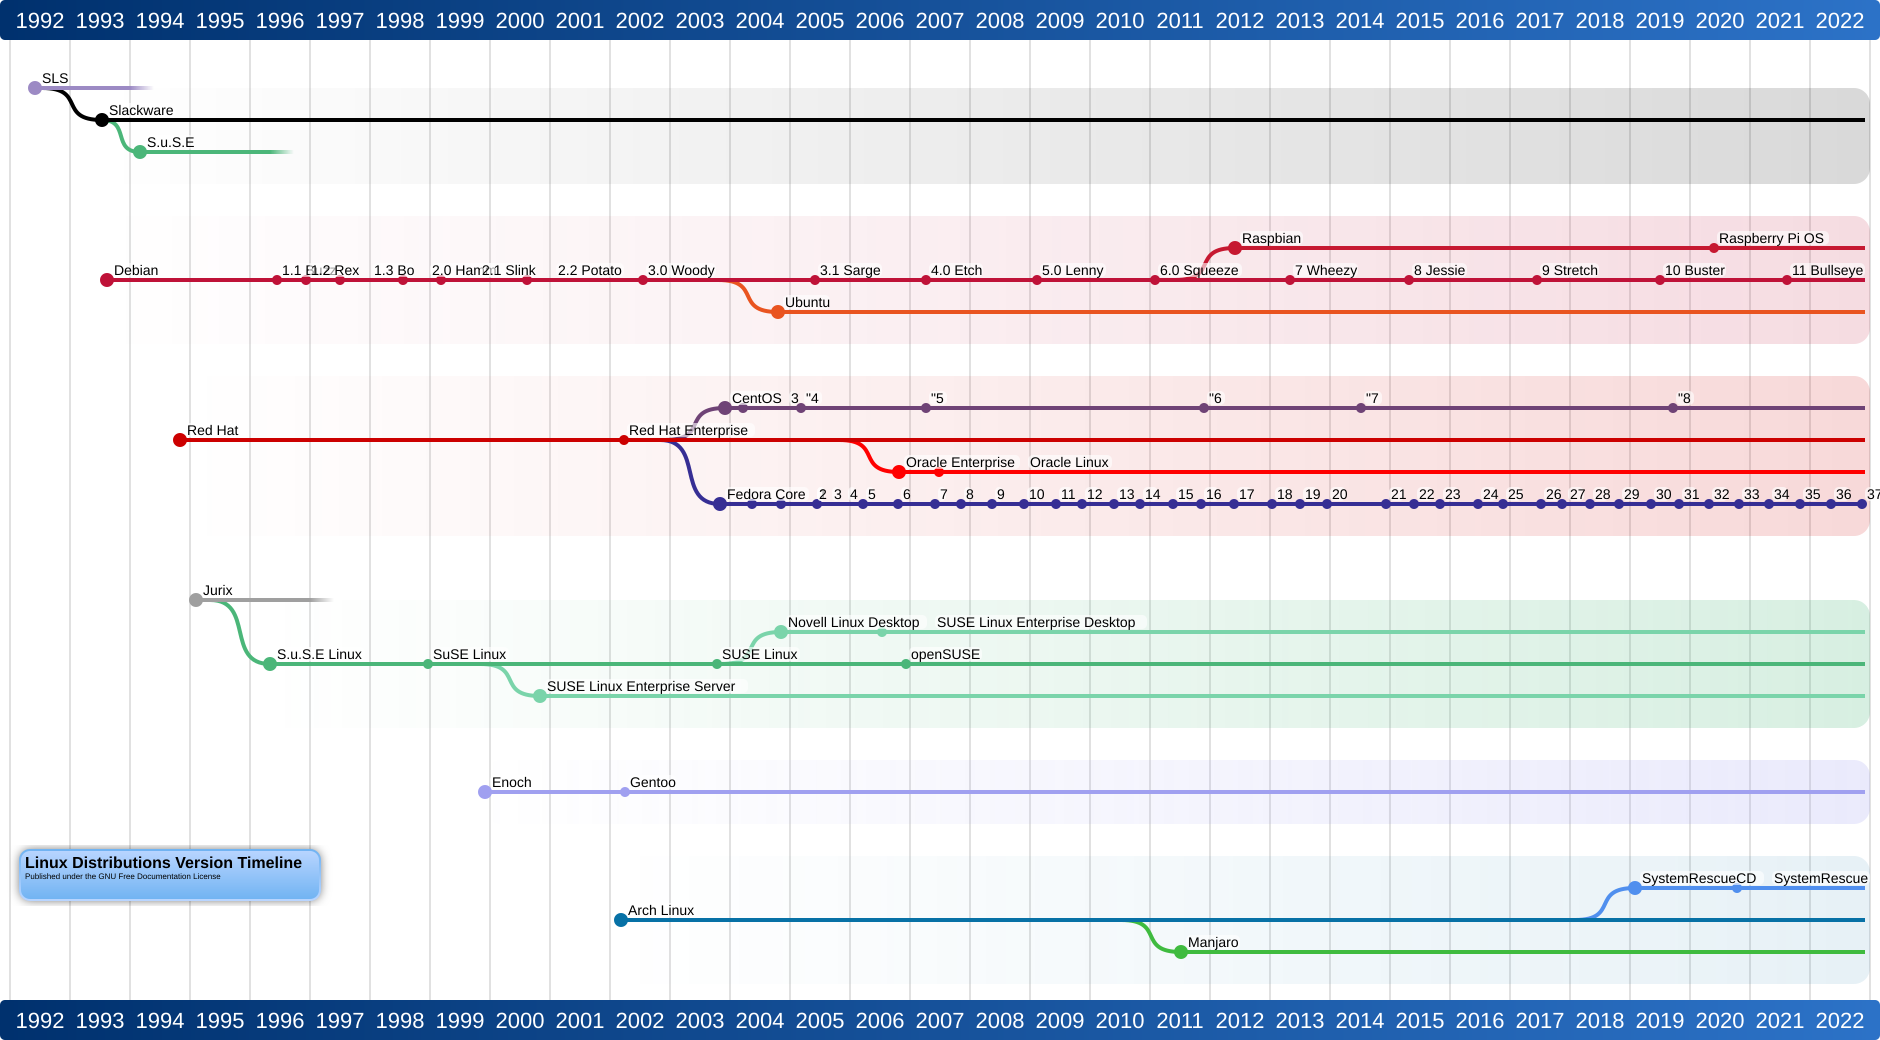 1992 1993 1994 1995 1996 1997 1998 1999 2000 2001 2002 2003 2004 2005 2006 2007 2008 2009 2010 2011 2012 2013 2014 2015 2016 2017 2018 2019 2020 2021 2022
SLS
Slackware
S.u.S.E
Raspbian Raspberry Pi OS
Debian 1.1 1.2 Rex 1.3 Bo 2.0 Ham 2.1 Slink 2.2 Potato 3.0 Woody 3.1 Sarge 4.0 Etch 5.0 Lenny 6.0 Squeeze 7 Wheezy 8 Jessie 9 Stretch 10 Buster 11 Bullseye
Ubuntu
CentOS 3 "4 "5 "6 "7 "8
Red Hat Red Hat Enterprise
Oracle Enterprise Oracle Linux
Fedora Core 2 3 4 5 6 7 8 9 10 11 12 13 14 15 16 17 18 19 20 21 22 23 24 25 26 27 28 29 30 31 32 33 34 35 36 37
Jurix
Novell Linux Desktop SUSE Linux Enterprise Desktop
S.u.S.E Linux SuSE Linux SUSE Linux openSUSE
SUSE Linux Enterprise Server
Enoch Gentoo
Linux Distributions Version Timeline
Published under the GNU Free Documentation License
SystemRescueCD SystemRescue
Arch Linux
Manjaro
1992 1993 1994 1995 1996 1997 1998 1999 2000 2001 2002 2003 2004 2005 2006 2007 2008 2009 2010 2011 2012 2013 2014 2015 2016 2017 2018 2019 2020 2021 2022